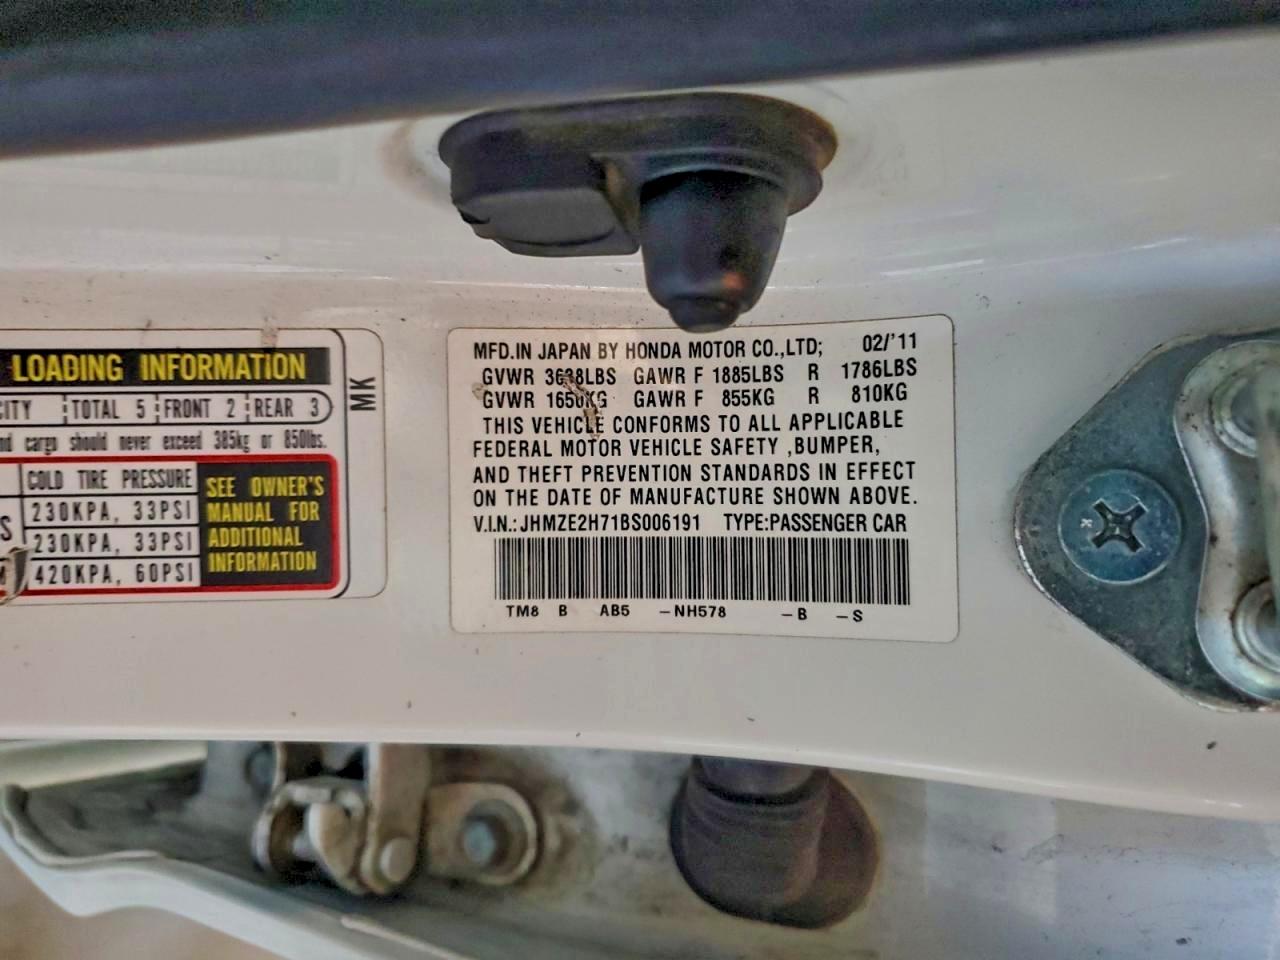 LOADING INFORMATION
CITY TOTAL 5 FRONT 2 REAR 3
nd cargo should never exceed 385kg or 850lbs.
COLD TIRE PRESSURE
S 230KPA, 33PSI
230KPA, 33PSI
M 420KPA, 60PSI
SEE OWNER'S
MANUAL FOR
ADDITIONAL
INFORMATION
MK
MFD.IN JAPAN BY HONDA MOTOR CO.,LTD; 02/'11
GVWR GAWR F 1885LBS R 1786LBS
GVWR 1650KG GAWR F 855KG R 810KG
THIS VEHICLE CONFORMS TO ALL APPLICABLE
FEDERAL MOTOR VEHICLE SAFETY ,BUMPER,
AND THEFT PREVENTION STANDARDS IN EFFECT
ON THE DATE OF MANUFACTURE SHOWN ABOVE.
V.I.N.:JHMZE2H71BS006191 TYPE:PASSENGER CAR
TM8 B AB5 -NH578 -B -S